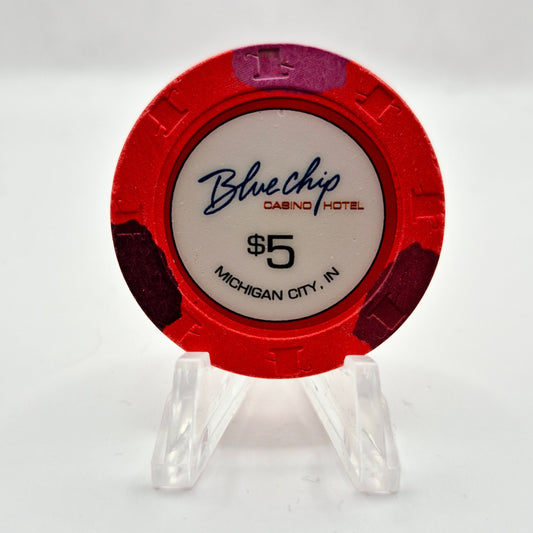 Blue Chip
CASINO HOTEL
$5
MICHIGAN CITY, IN